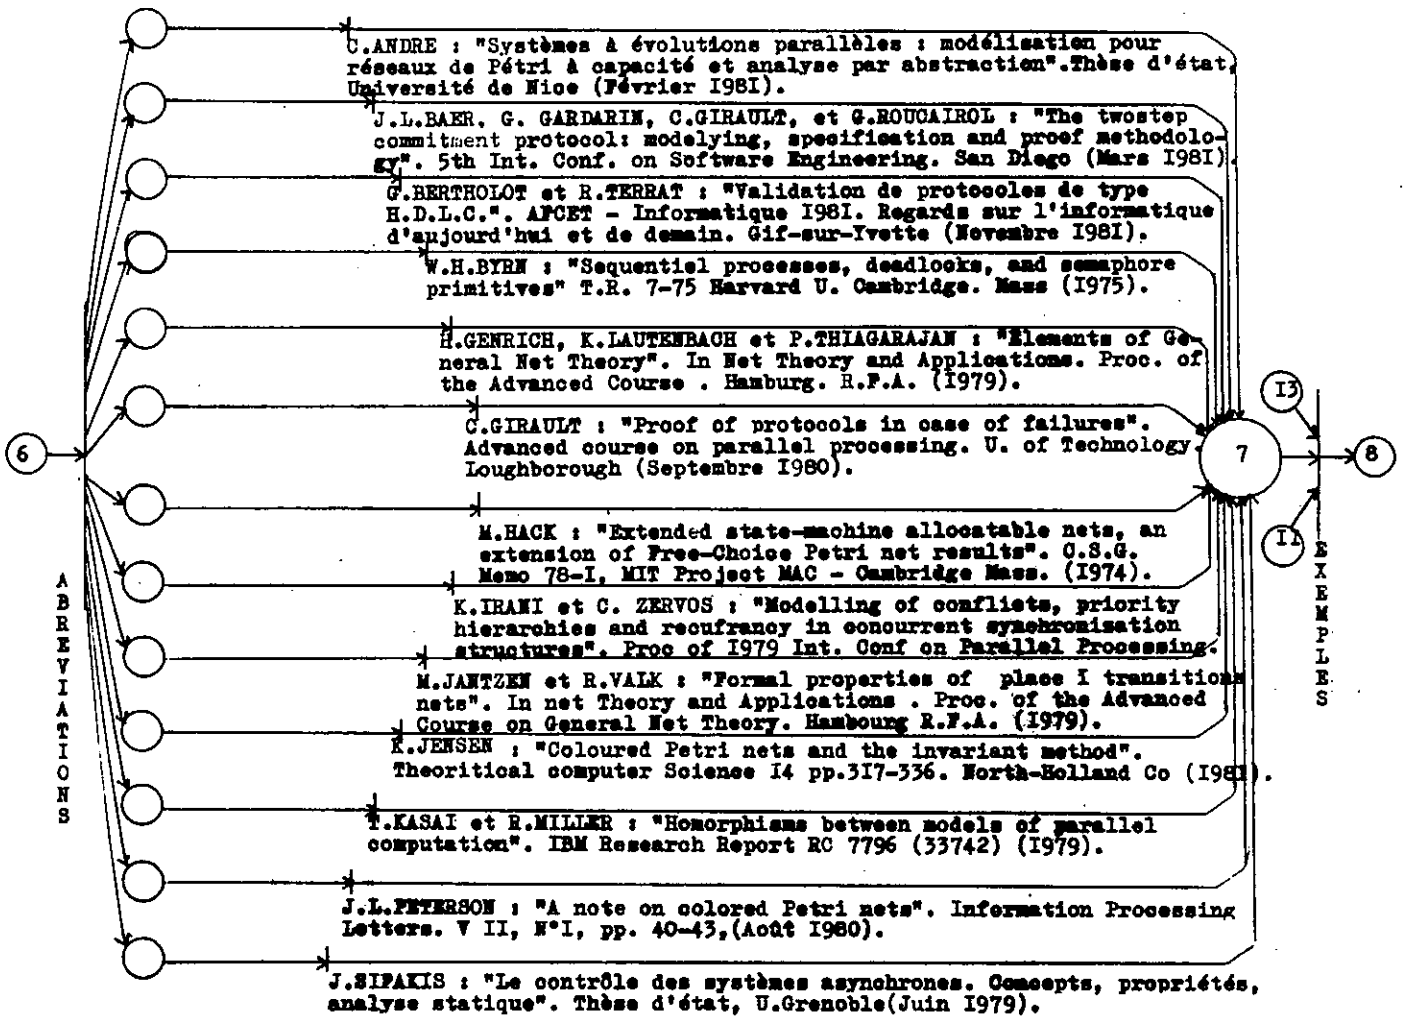 C.ANDRE : "Systèmes à évolutions parallèles : modélisation pour
réseaux de Pétri à capacité et analyse par abstraction".Thèse d'état,
Université de Nice (Février I98I).
J.L.BAER, G. GARDARIN, C.GIRAULT, et G.ROUCAIROL : "The twostep
commitment protocol: modelying, specification and proof methodolo-
gy". 5th Int. Conf. on Software Engineering. San Diego (Mars I98I).
G.BERTHOLOT et R.TERRAT : "Validation de protocoles de type
H.D.L.C.". AFCET - Informatique I98I. Regards sur l'informatique
d'aujourd'hui et de demain. Gif-sur-Yvette (Novembre I98I).
W.H.BYRN : "Sequentiel processes, deadlocks, and semaphore
primitives" T.R. 7-75 Harvard U. Cambridge. Mass (I975).
H.GENRICH, K.LAUTENBACH et P.THIAGARAJAN : "Elements of Ge-
neral Net Theory". In Net Theory and Applications. Proc. of
the Advanced Course . Hamburg. R.F.A. (I979).
C.GIRAULT : "Proof of protocols in case of failures".
Advanced course on parallel processing. U. of Technology.
Loughborough (Septembre I980).
6
7
I3
8
II
M.HACK : "Extended state-machine allocatable nets, an
extension of Free-Choice Petri net results". C.S.G.
Memo 78-I, MIT Project MAC - Cambridge Mass. (I974).
K.IRANI et C. ZERVOS : "Modelling of conflicts, priority
hierarchies and recufrancy in concurrent synchronisation
structures". Proc of I979 Int. Conf on Parallel Processing.
M.JANTZEN et R.VALK : "Formal properties of place I transitions
nets". In net Theory and Applications . Proc. of the Advanced
Course on General Net Theory. Hambourg R.F.A. (I979).
K.JENSEN : "Coloured Petri nets and the invariant method".
Theoritical computer Science I4 pp.3I7-336. North-Holland Co (I98I).
T.KASAI et R.MILLER : "Homorphisms between models of parallel
computation". IBM Research Report RC 7796 (33742) (I979).
J.L.PETERSON : "A note on colored Petri nets". Information Processing
Letters. V II, N°I, pp. 40-43,(Août I980).
J.SIFAKIS : "Le contrôle des systèmes asynchrones. Concepts, propriétés,
analyse statique". Thèse d'état, U.Grenoble(Juin I979).
ABREVIATIONS
EXEMPLES